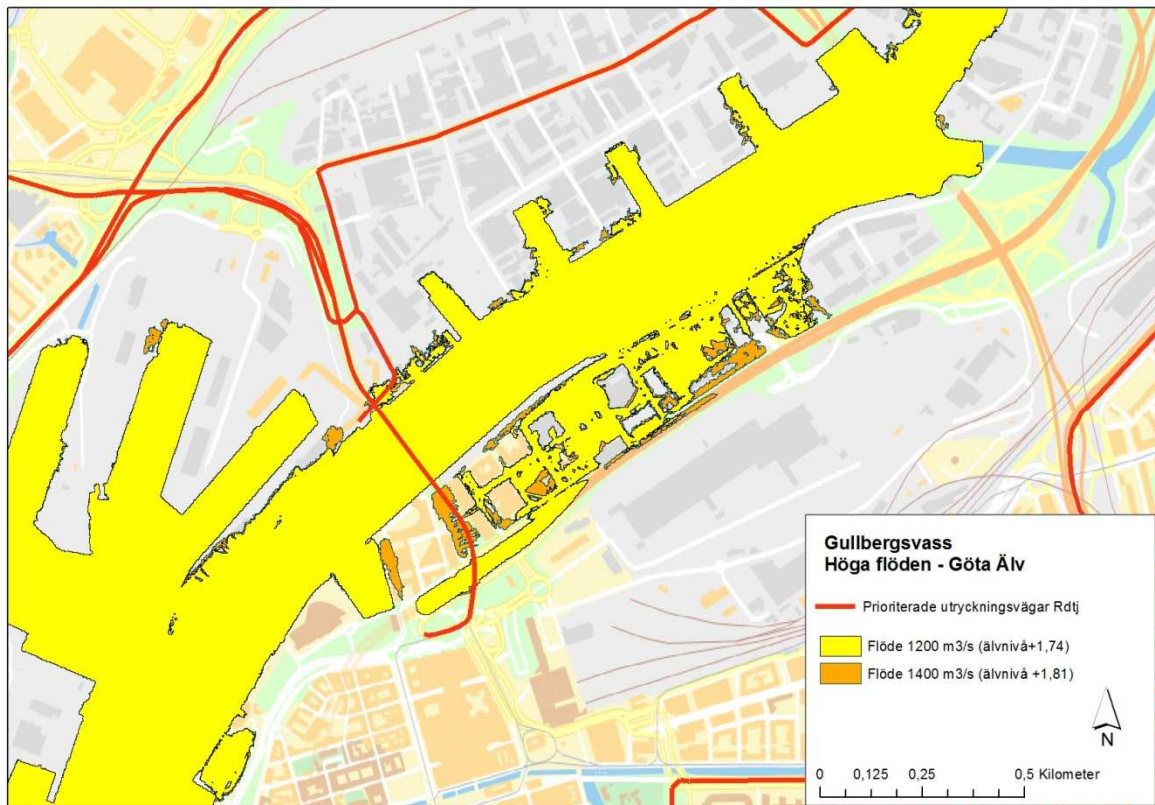 Gullbergsvass
Höga flöden - Göta Älv
Prioriterade utryckningsvägar Rdtj
Flöde 1200 m3/s (älvnivå+1,74)
Flöde 1400 m3/s (älvnivå +1,81)
N
0 0,125 0,25 0,5 Kilometer